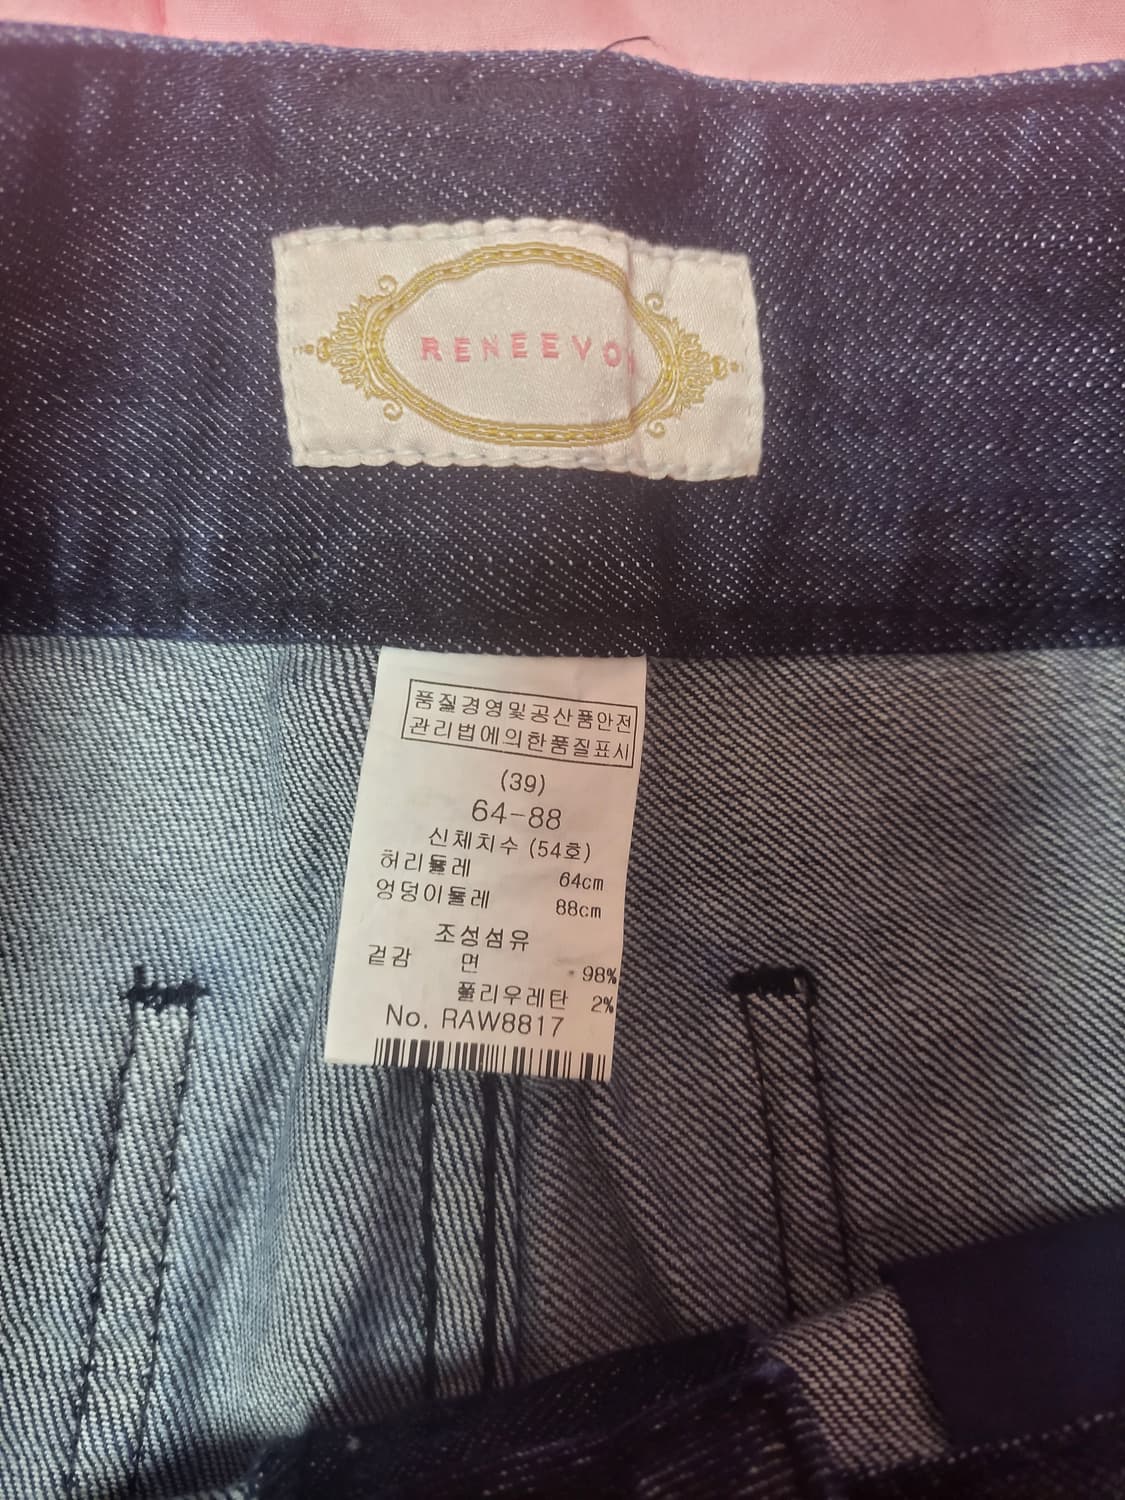 RENEEVON
품질경영및공산품안전
관리법에의한품질표시
(39)
64-88
신체치수 (54호)
허리둘레 64cm
엉덩이둘레 88cm
조성섬유
겉감 면 98%
폴리우레탄 2%
No. RAW8817